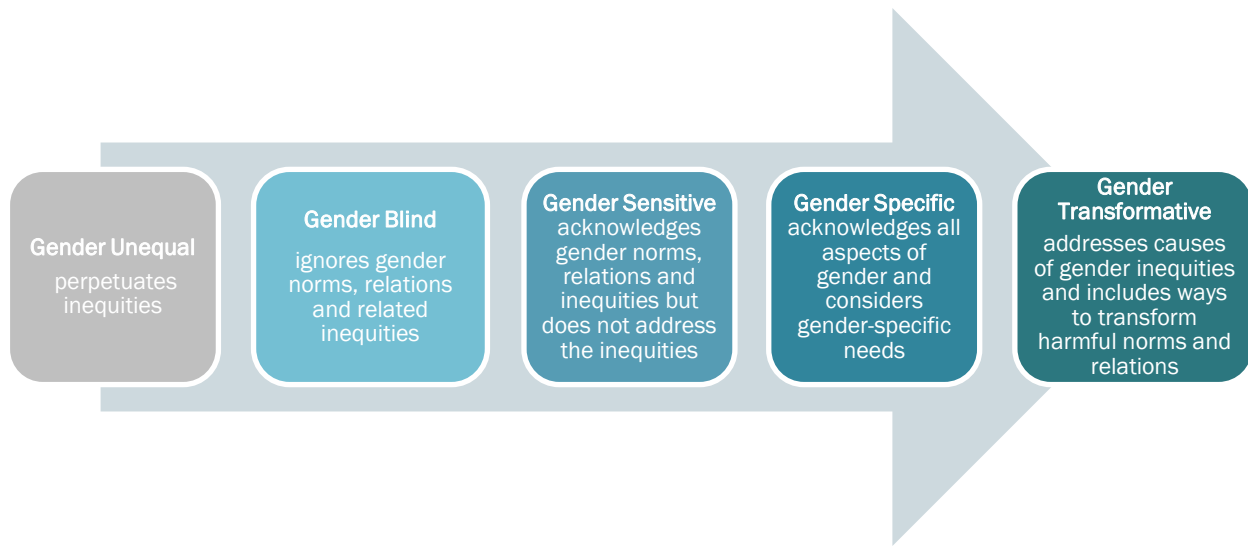 Gender Unequal
perpetuates
inequities
Gender Blind
ignores gender
norms, relations
and related
inequities
Gender Sensitive
acknowledges
gender norms,
relations and
inequities but
does not address
the inequities
Gender Specific
acknowledges all
aspects of
gender and
considers
gender-specific
needs
Gender
Transformative
addresses causes
of gender inequities
and includes ways
to transform
harmful norms and
relations